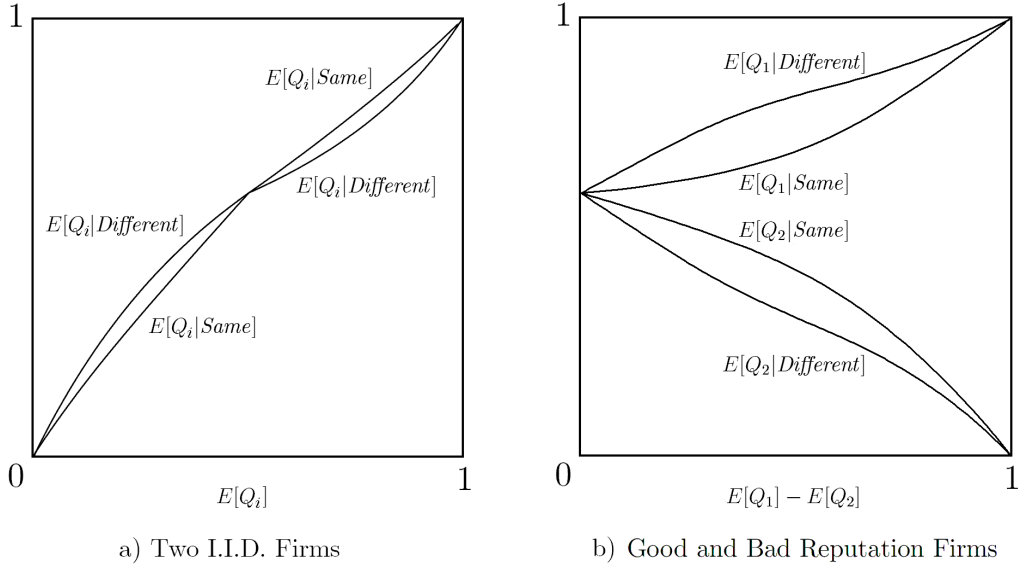 1
E[Q_i|Same]
E[Q_i|Different]
E[Q_i|Different]
E[Q_i|Same]
0
1
E[Q_i]
a) Two I.I.D. Firms
1
E[Q_1|Different]
E[Q_1|Same]
E[Q_2|Same]
E[Q_2|Different]
0
1
E[Q_1] − E[Q_2]
b) Good and Bad Reputation Firms